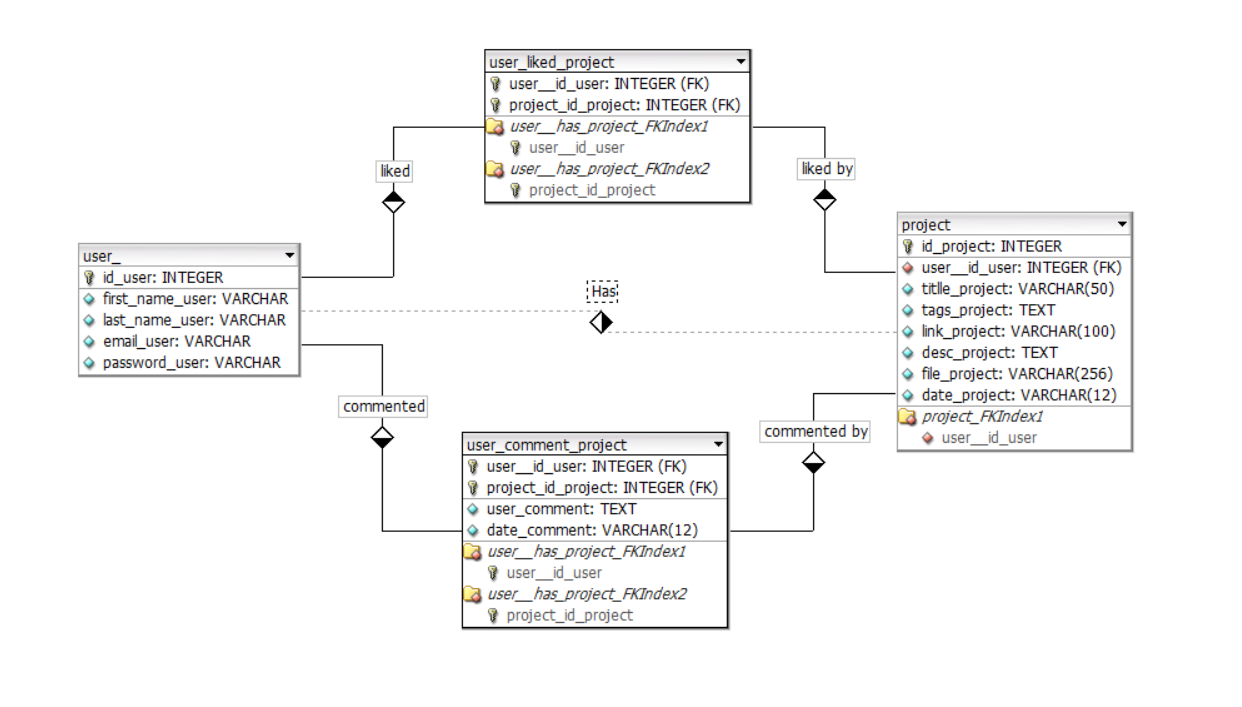 user_liked_project
user__id_user: INTEGER (FK)
project_id_project: INTEGER (FK)
user__has_project_FKIndex1
user__id_user
user__has_project_FKIndex2
project_id_project
liked
liked by
project
id_project: INTEGER
user__id_user: INTEGER (FK)
titlle_project: VARCHAR(50)
tags_project: TEXT
link_project: VARCHAR(100)
desc_project: TEXT
file_project: VARCHAR(256)
date_project: VARCHAR(12)
project_FKIndex1
user__id_user
user_
id_user: INTEGER
first_name_user: VARCHAR
last_name_user: VARCHAR
email_user: VARCHAR
password_user: VARCHAR
Has
commented
commented by
user_comment_project
user__id_user: INTEGER (FK)
project_id_project: INTEGER (FK)
user_comment: TEXT
date_comment: VARCHAR(12)
user__has_project_FKIndex1
user__id_user
user__has_project_FKIndex2
project_id_project